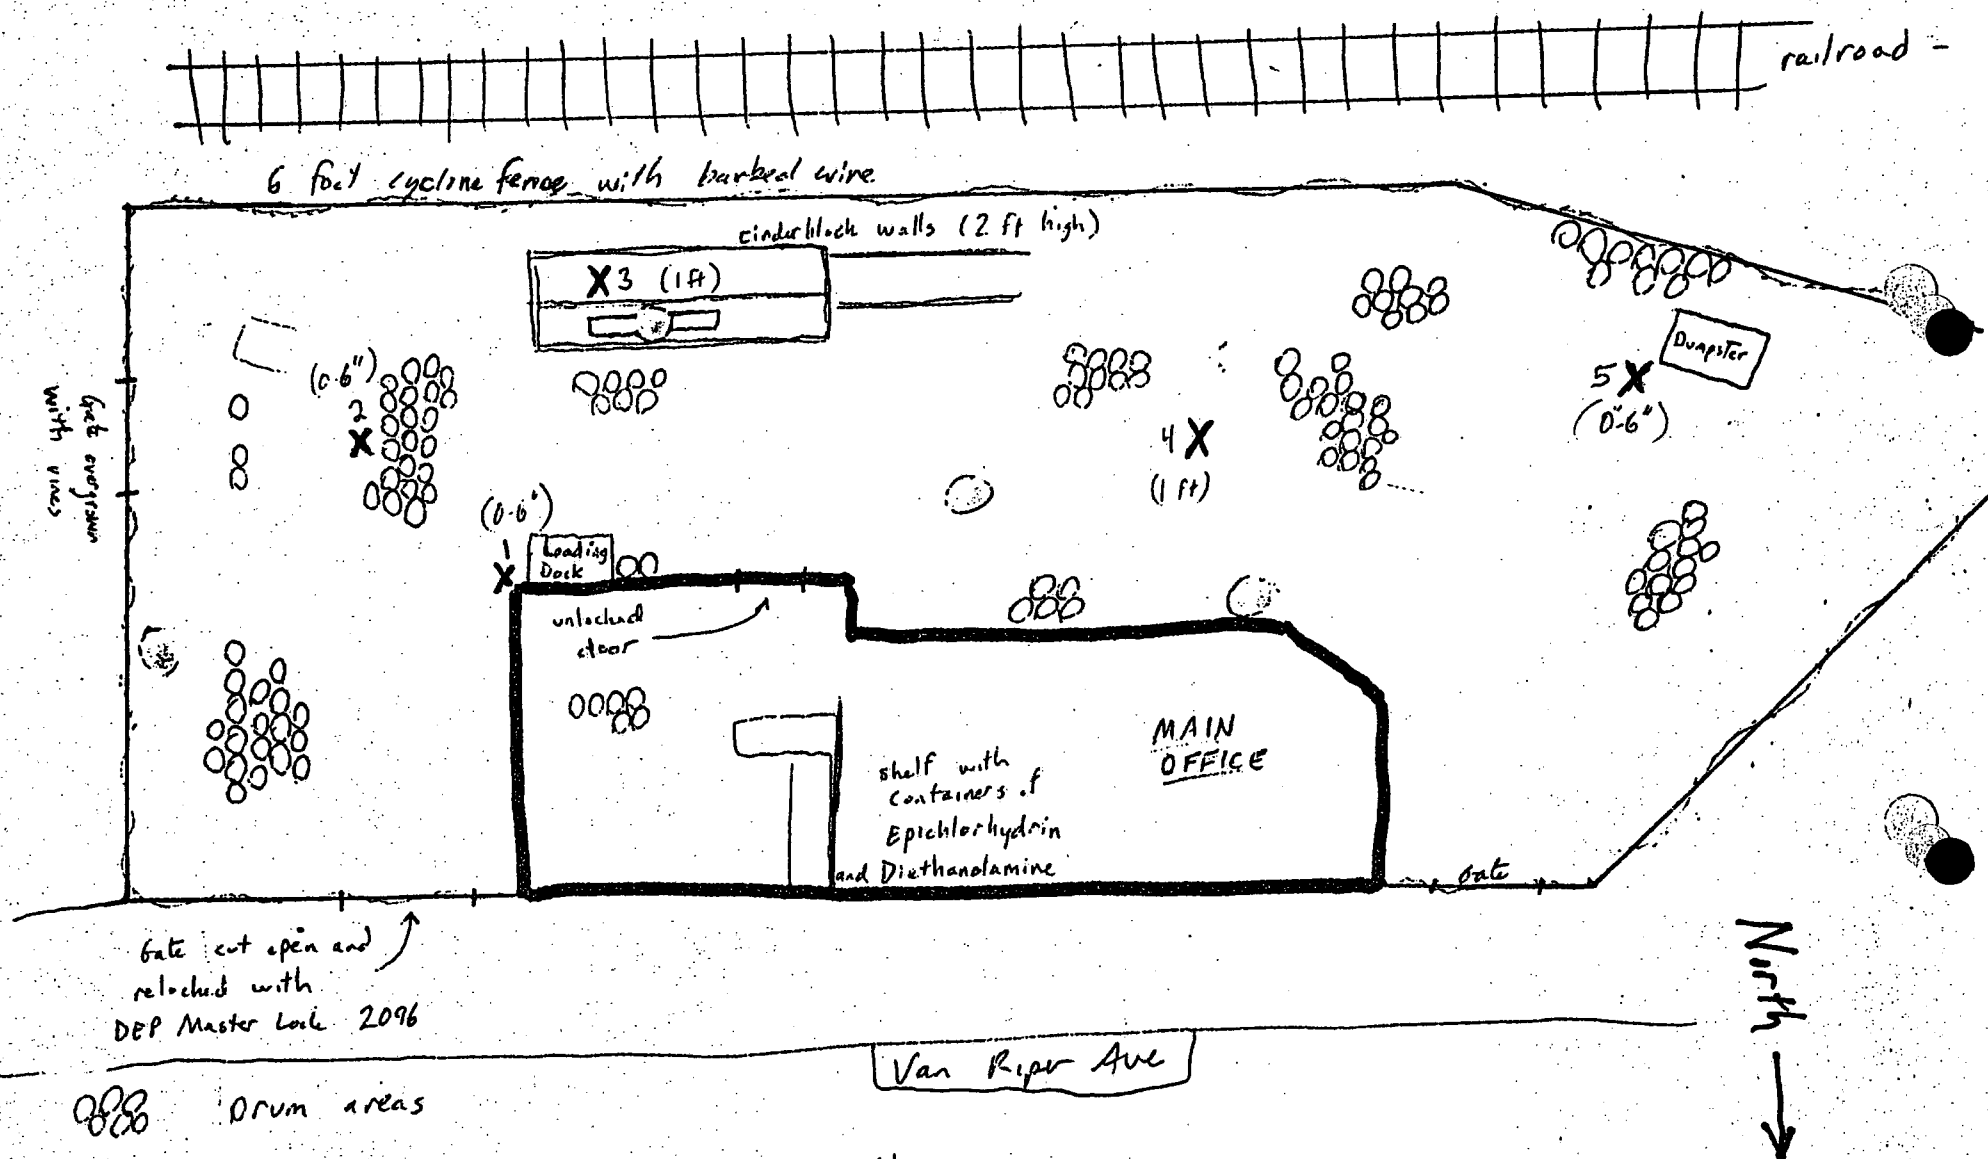 railroad -
6 foot cyclone fence with barbed wire
cinderblock walls (2 ft high)
X3 (1ft)
(0-6")
2
X
Gate overgrown
with vines
(0-6")
1
X
Loading
Dock
unlocked
door
4 X
(1 ft)
Dumpster
5 X
(0"-6")
MAIN
OFFICE
shelf with
containers of
Epichlorhydrin
and Diethanolamine
Gate
Gate cut open and
relocked with
DEP Master Lock 2096
Van Riper Ave
Drum areas
North